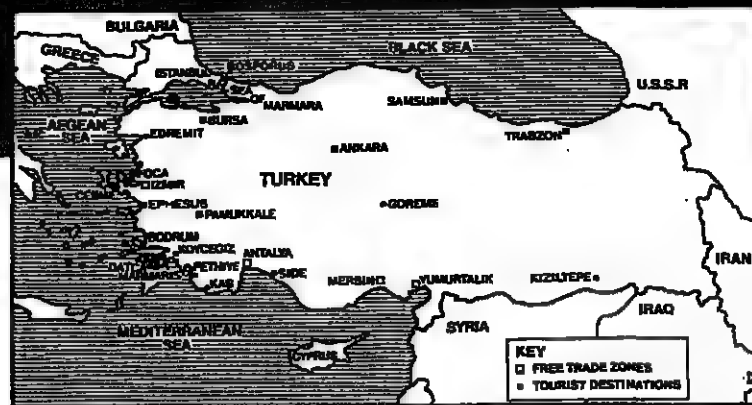 BULGARIA
GREECE
BLACK SEA
BOSPORUS
ISTANBUL
SEA
OF
MARMARA
U.S.S.R
SAMSUN
BURSA
AEGEAN
SEA
EDREMIT
TRABZON
ANKARA
FOCA
IZMIR
TURKEY
EPHESUS
PAMUKKALE
GOREME
BODRUM
KOYCEGIZ
ANTALYA
IRAN
MARMARIS
FETHIYE
SIDE
KAS
MERSIN
YUMURTALIK
KIZILTEPE
IRAQ
SYRIA
MEDITERRANEAN
SEA
CYPRUS
KEY
FREE TRADE ZONES
TOURIST DESTINATIONS